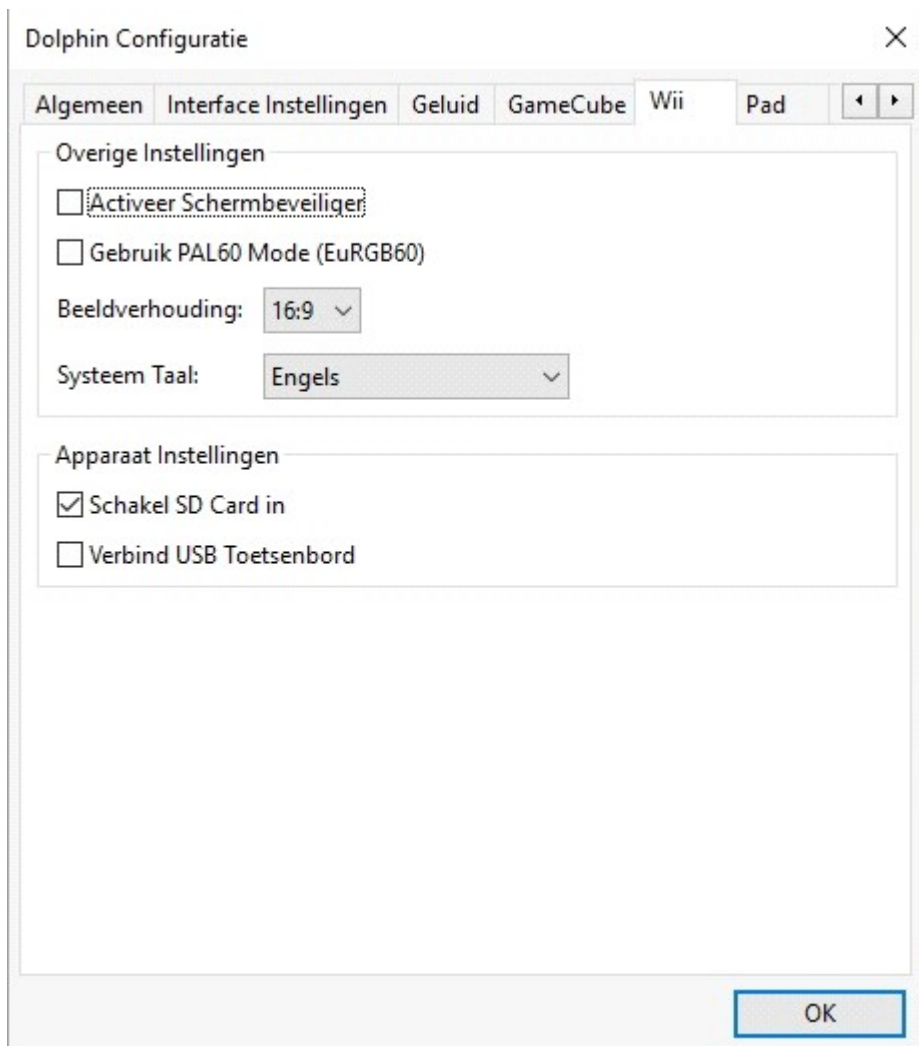 Dolphin Configuratie
Algemeen Interface Instellingen Geluid GameCube Wii Pad
Overige Instellingen
Activeer Schermbeveiliger
Gebruik PAL60 Mode (EuRGB60)
Beeldverhouding: 16:9
Systeem Taal: Engels
Apparaat Instellingen
Schakel SD Card in
Verbind USB Toetsenbord
OK